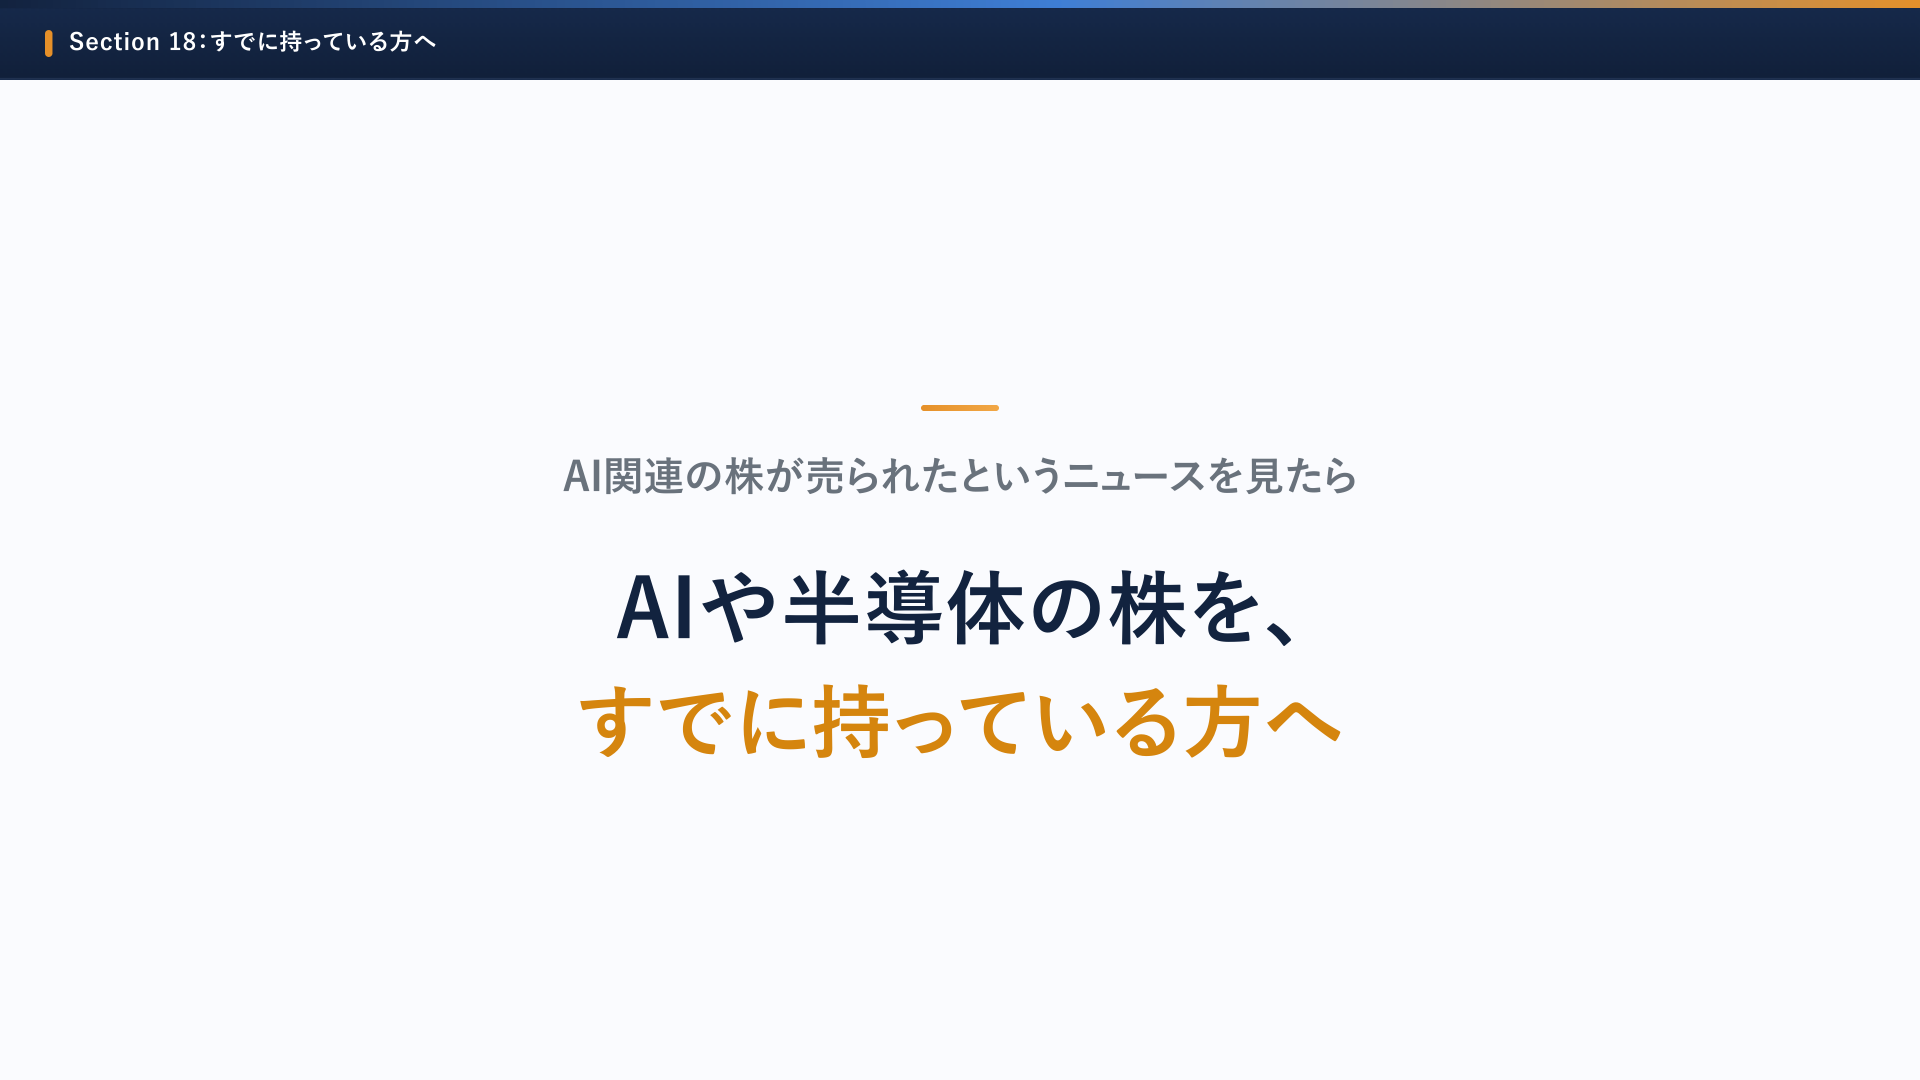 Section 18：すでに持っている方へ
AI関連の株が売られたというニュースを見たら
AIや半導体の株を、
すでに持っている方へ